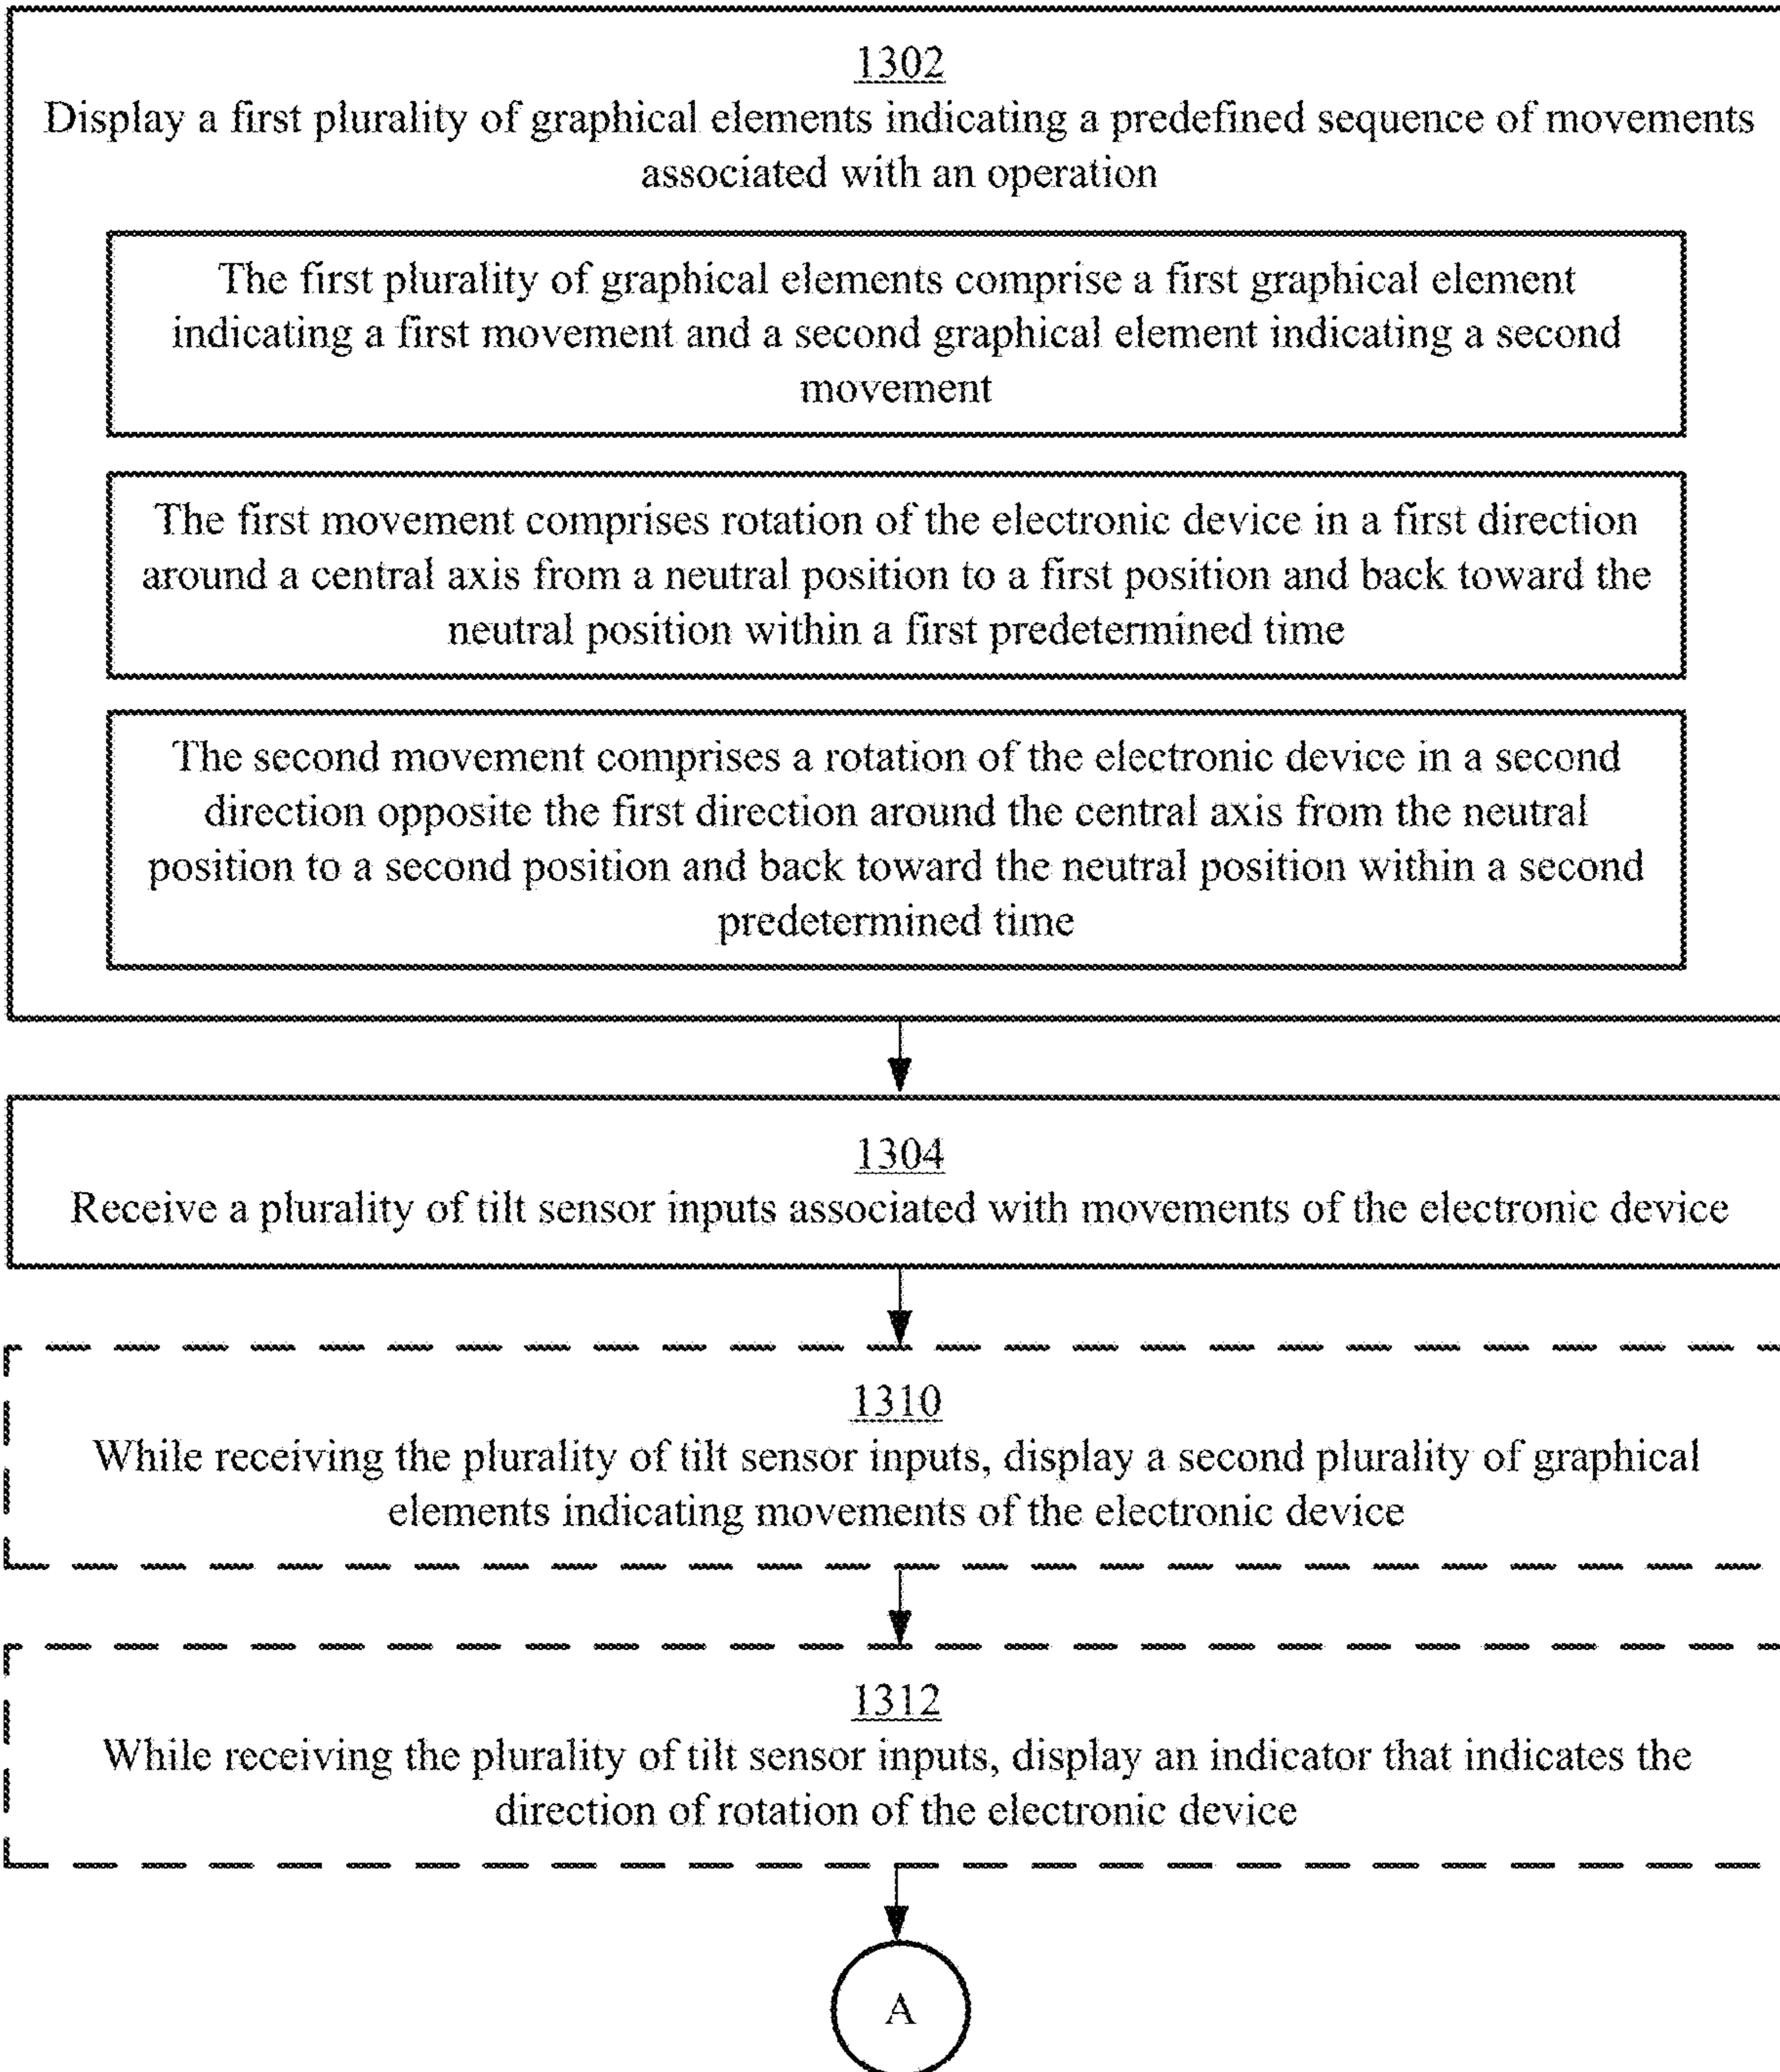 1302
Display a first plurality of graphical elements indicating a predefined sequence of movements
associated with an operation
The first plurality of graphical elements comprise a first graphical element
indicating a first movement and a second graphical element indicating a second
movement
The first movement comprises rotation of the electronic device in a first direction
around a central axis from a neutral position to a first position and back toward the
neutral position within a first predetermined time
The second movement comprises a rotation of the electronic device in a second
direction opposite the first direction around the central axis from the neutral
position to a second position and back toward the neutral position within a second
predetermined time
1304
Receive a plurality of tilt sensor inputs associated with movements of the electronic device
1310
While receiving the plurality of tilt sensor inputs, display a second plurality of graphical
elements indicating movements of the electronic device
1312
While receiving the plurality of tilt sensor inputs, display an indicator that indicates the
direction of rotation of the electronic device
A